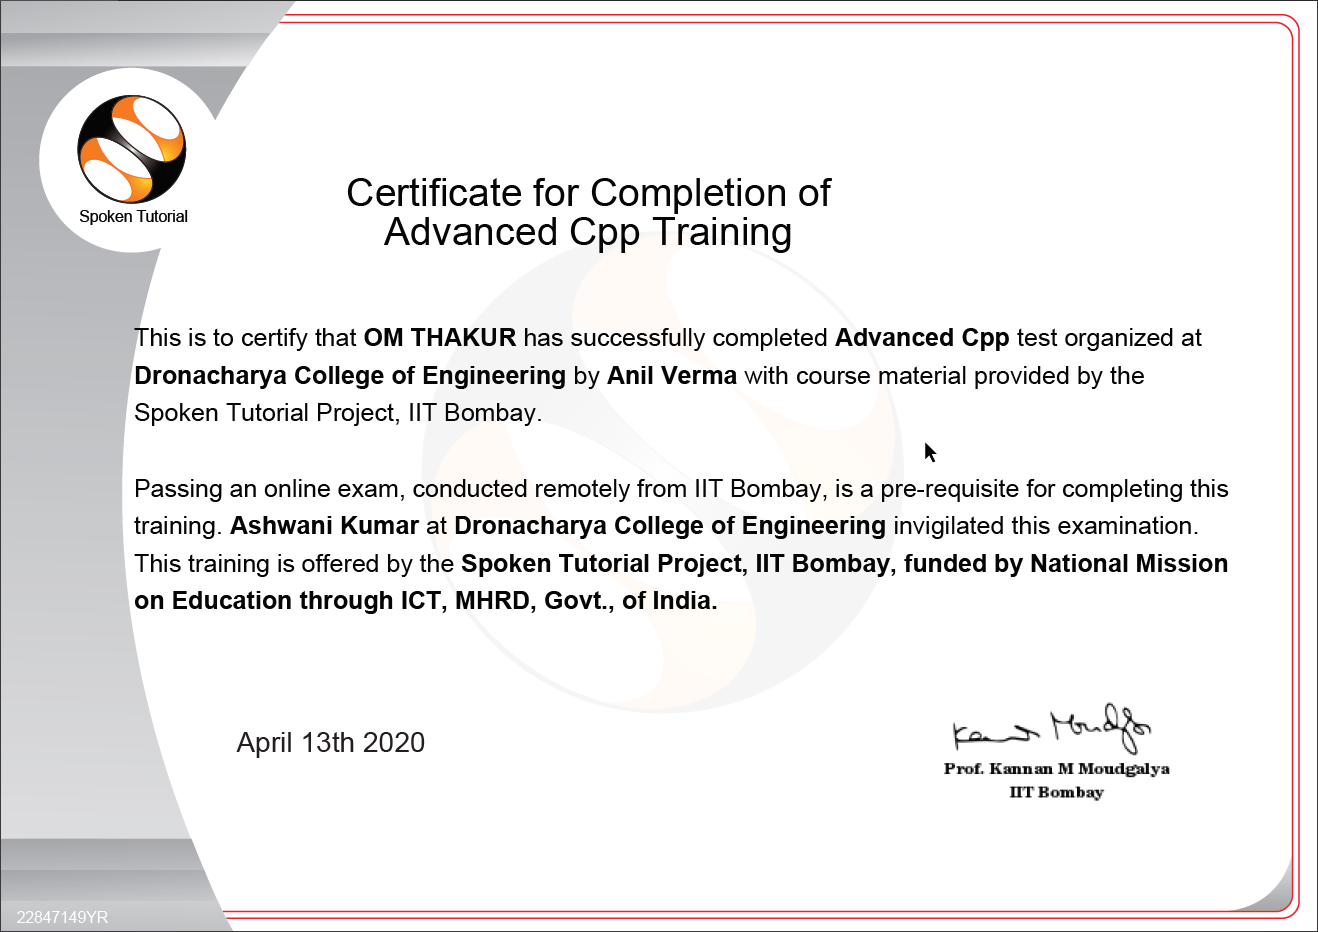 Spoken Tutorial
Certificate for Completion of
Advanced Cpp Training
This is to certify that OM THAKUR has successfully completed Advanced Cpp test organized at
Dronacharya College of Engineering by Anil Verma with course material provided by the
Spoken Tutorial Project, IIT Bombay.
Passing an online exam, conducted remotely from IIT Bombay, is a pre-requisite for completing this
training. Ashwani Kumar at Dronacharya College of Engineering invigilated this examination.
This training is offered by the Spoken Tutorial Project, IIT Bombay, funded by National Mission
on Education through ICT, MHRD, Govt., of India.
April 13th 2020
Prof. Kannan M Moudgalya
IIT Bombay
22847149YR